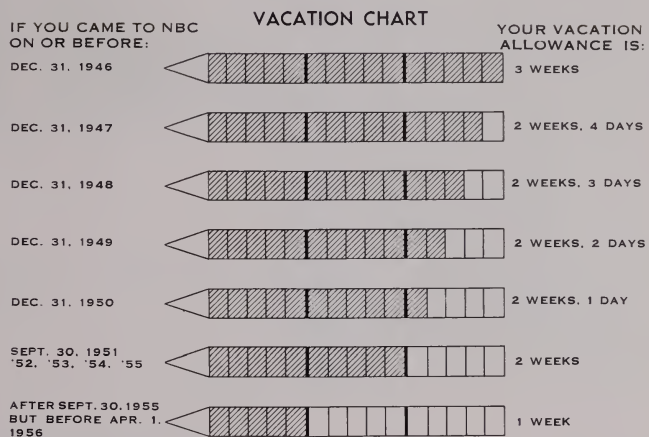 VACATION CHART
IF YOU CAME TO NBC
ON OR BEFORE:
YOUR VACATION
ALLOWANCE IS:
DEC. 31, 1946
3 WEEKS
DEC. 31, 1947
2 WEEKS, 4 DAYS
DEC. 31, 1948
2 WEEKS, 3 DAYS
DEC. 31, 1949
2 WEEKS, 2 DAYS
DEC. 31, 1950
2 WEEKS, 1 DAY
SEPT. 30, 1951
'52, '53, '54, '55
2 WEEKS
AFTER SEPT. 30, 1955
BUT BEFORE APR. 1,
1956
1 WEEK